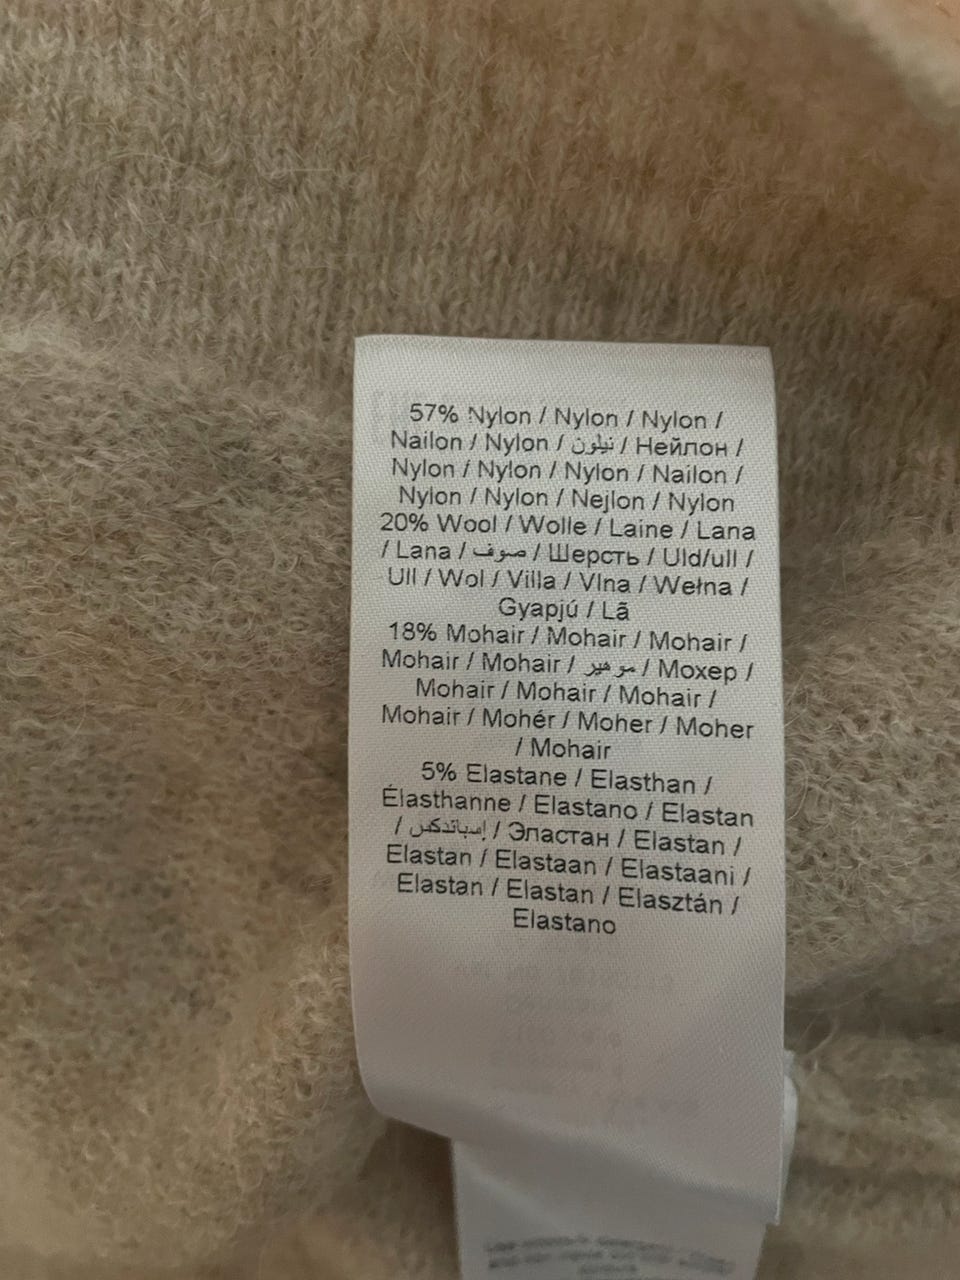 57% Nylon / Nylon / Nylon /
Nailon / Nylon / نيلون / Нейлон /
Nylon / Nylon / Nylon / Nailon /
Nylon / Nylon / Nejlon / Nylon
20% Wool / Wolle / Laine / Lana
/ Lana / صوف / Шерсть / Uld/ull /
Ull / Wol / Villa / Vlna / Wełna /
Gyapjú / Lã
18% Mohair / Mohair / Mohair /
Mohair / Mohair / موهير / Мохер /
Mohair / Mohair / Mohair /
Mohair / Mohér / Moher / Moher
/ Mohair
5% Elastane / Elasthan /
Élasthanne / Elastano / Elastan
/ إسباندكس / Эластан / Elastan /
Elastan / Elastaan / Elastaani /
Elastan / Elastan / Elasztán /
Elastano